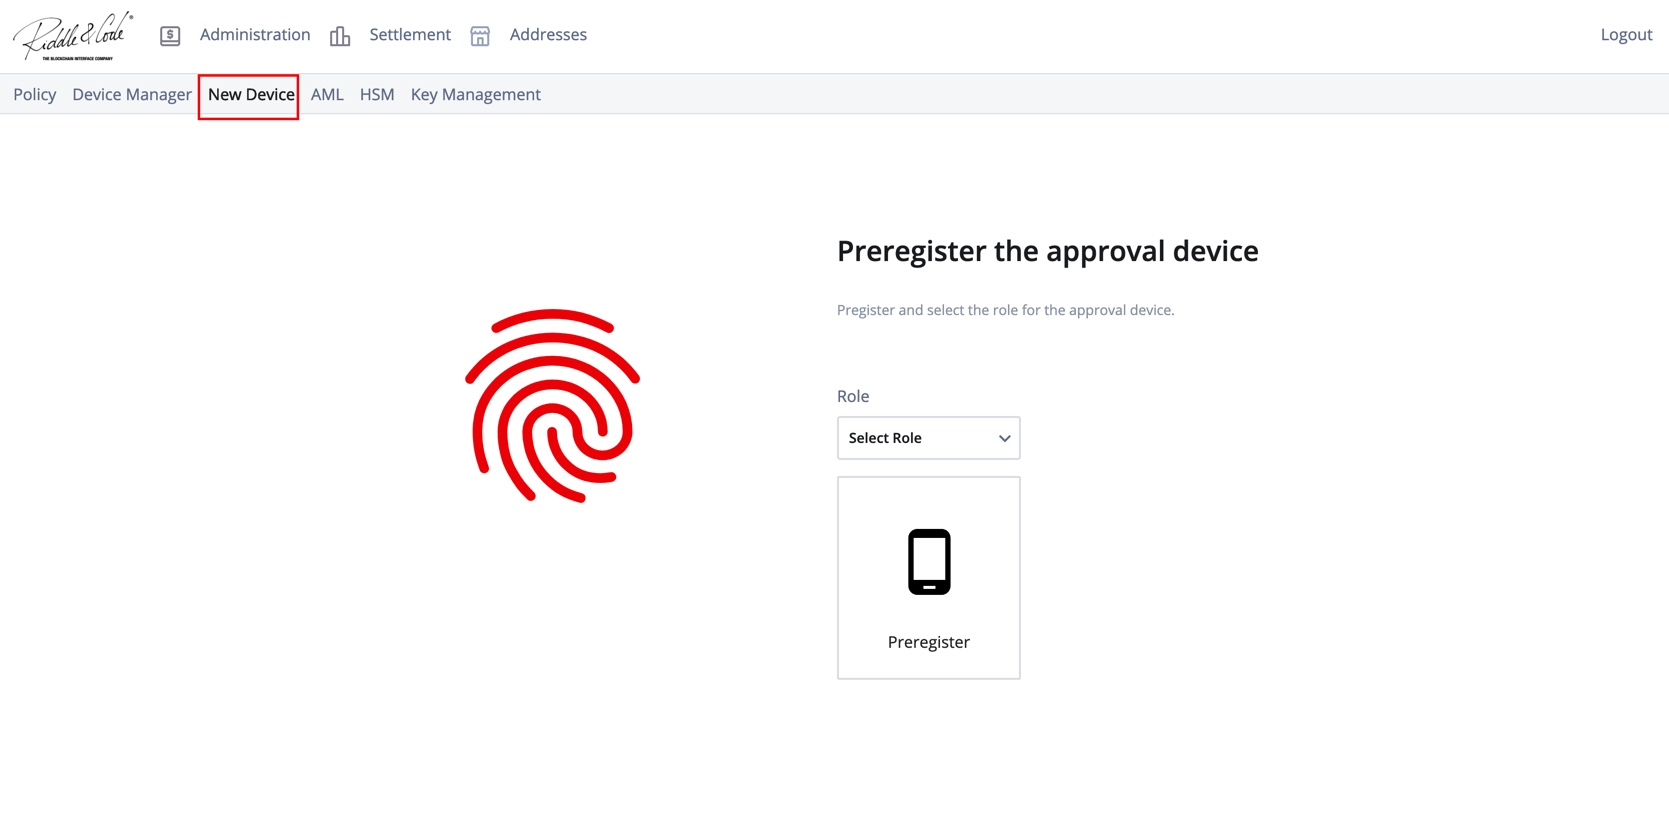 Riddle & Code®
THE BLOCKCHAIN INTERFACE COMPANY
$ Administration Settlement Addresses Logout
Policy Device Manager New Device AML HSM Key Management
Preregister the approval device
Pregister and select the role for the approval device.
Role
Select Role
Preregister